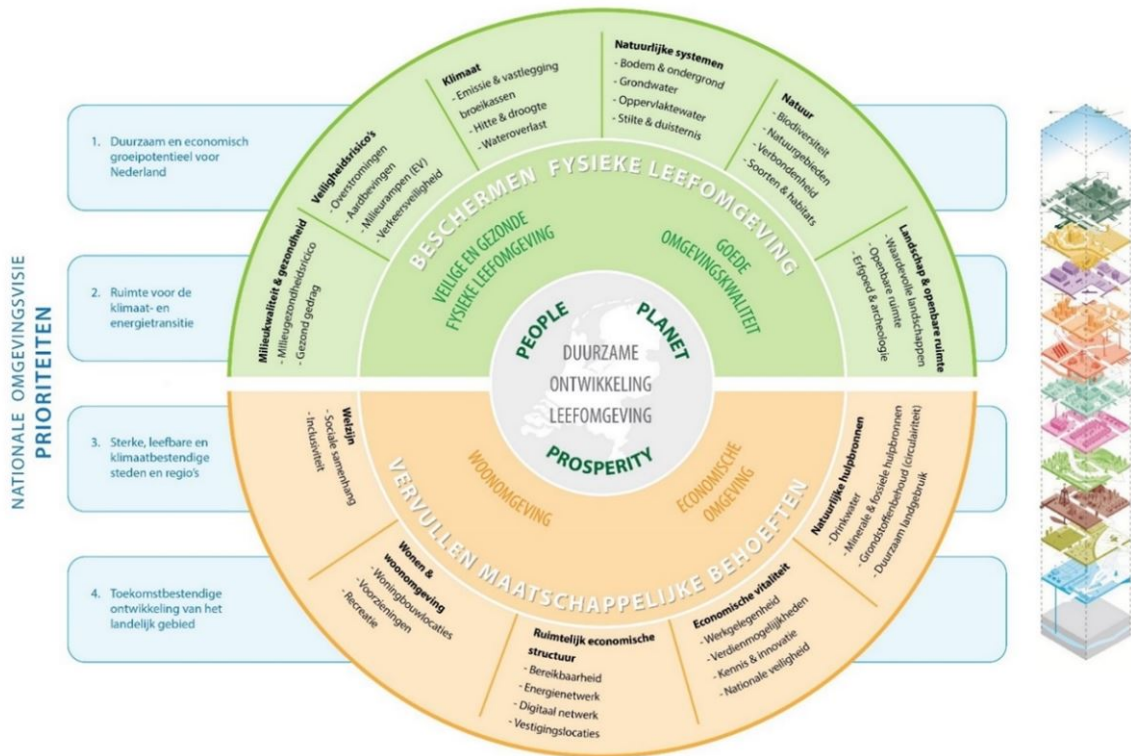 NATIONALE OMGEVINGSVISIE
PRIORITEITEN
1. Duurzaam en economisch
groeipotentieel voor
Nederland
2. Ruimte voor de
klimaat- en
energietransitie
3. Sterke, leefbare en
klimaatbestendige
steden en regio's
4. Toekomstbestendige
ontwikkeling van het
landelijk gebied
Milieukwaliteit & gezondheid
- Milieugezondheidsricico
- Gezond gedrag
Veiligheidsrisico's
- Overstromingen
- Aardbevingen
- Milieurampen (EV)
- Verkeersveiligheid
Klimaat
- Emissie & vastlegging
broeikassen
- Hitte & droogte
- Wateroverlast
Natuurlijke systemen
- Bodem & ondergrond
- Grondwater
- Oppervlaktewater
- Stilte & duisternis
Natuur
- Biodiversiteit
- Natuurgebieden
- Verbondenheid
- Soorten & habitats
Landschap & openbare ruimte
- Waardevolle landschappen
- Openbare ruimte
- Erfgoed & archeologie
BESCHERMEN FYSIEKE LEEFOMGEVING
VEILIGE EN GEZONDE
FYSIEKE LEEFOMGEVING
GOEDE
OMGEVINGSKWALITEIT
PEOPLE
PLANET
DUURZAME
ONTWIKKELING
LEEFOMGEVING
PROSPERITY
WOONOMGEVING
ECONOMISCHE
OMGEVING
VERVULLEN MAATSCHAPPELIJKE BEHOEFTEN
Welzijn
- Sociale samenhang
- Inclusiviteit
Wonen &
woonomgeving
- Woningbouwlocaties
- Voorzieningen
- Recreatie
Ruimtelijk economische
structuur
- Bereikbaarheid
- Energienetwerk
- Digitaal netwerk
- Vestigingslocaties
Economische vitaliteit
- Werkgelegenheid
- Verdienmogelijkheden
- Kennis & innovatie
- Nationale veiligheid
Natuurlijke hulpbronnen
- Drinkwater
- Minerale & fossiele hulpbronnen
- Grondstoffenbehoud (circulairiteit)
- Duurzaam landgebruik